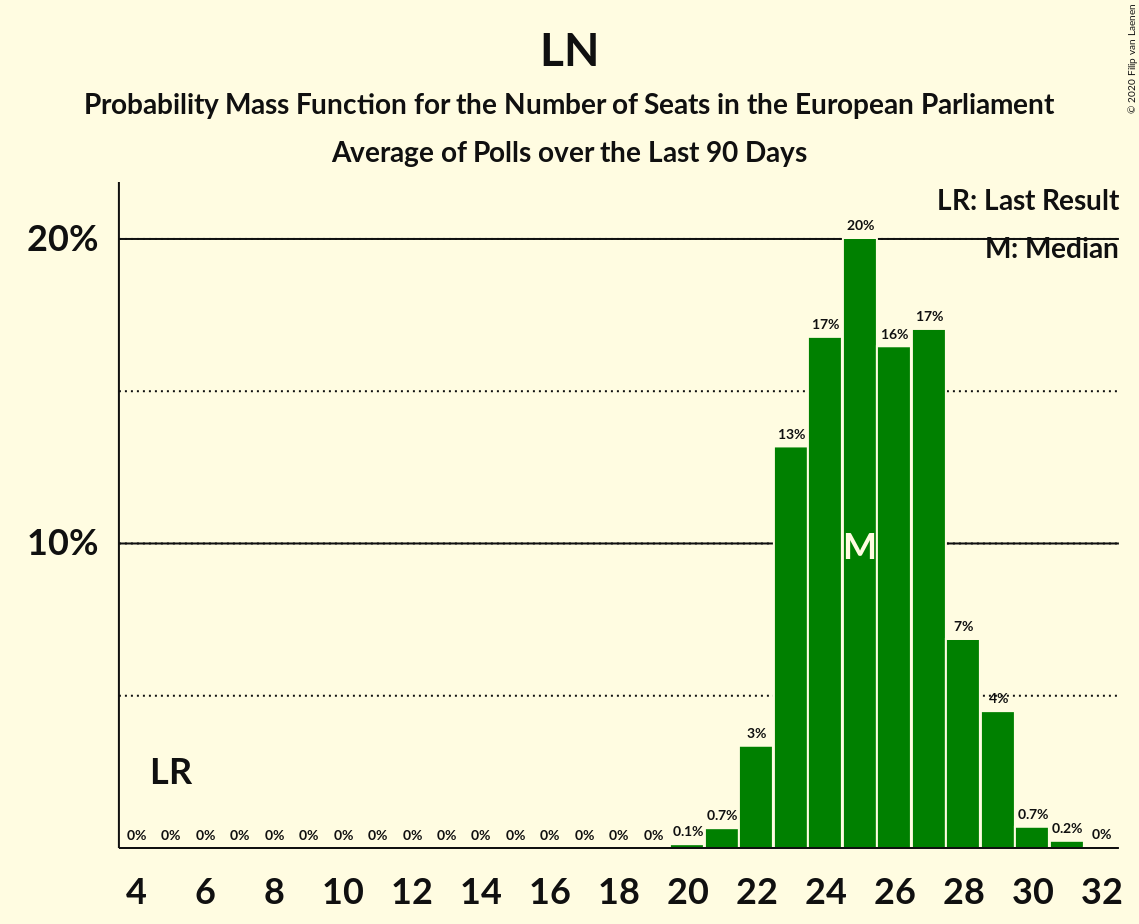 LN
Probability Mass Function for the Number of Seats in the European Parliament
Average of Polls over the Last 90 Days
© 2020 Filip van Laenen
LR: Last Result
M: Median
20%
10%
20%
17%
16%
17%
13%
M
7%
4%
3%
LR
0% 0% 0% 0% 0% 0% 0% 0% 0% 0% 0% 0% 0% 0% 0% 0% 0.1% 0.7% 0.7% 0.2% 0%
4 6 8 10 12 14 16 18 20 22 24 26 28 30 32